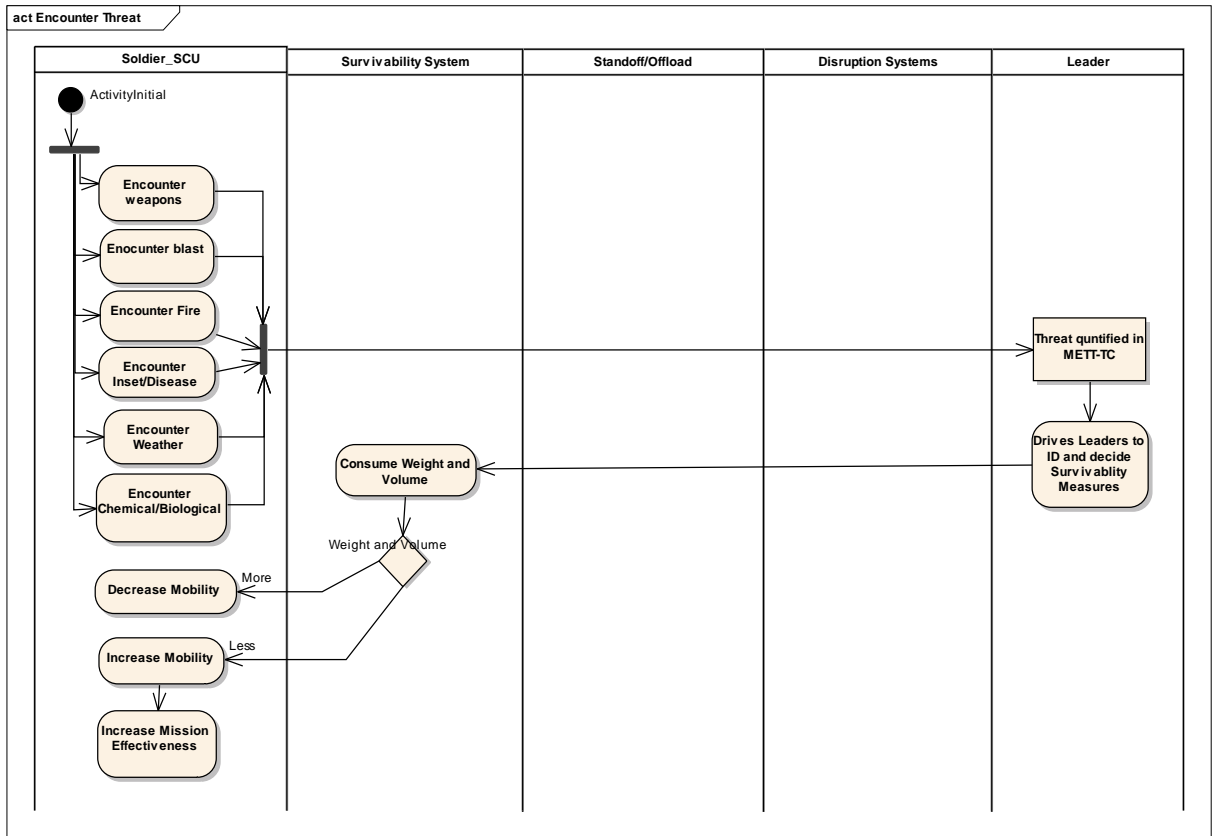 act Encounter Threat
Soldier_SCU
Survivability System
Standoff/Offload
Disruption Systems
Leader
ActivityInitial
Encounter
weapons
Enocunter blast
Encounter Fire
Encounter
Inset/Disease
Encounter
Weather
Encounter
Chemical/Biological
Threat quntified in
METT-TC
Drives Leaders to
ID and decide
Survivablity
Measures
Consume Weight and
Volume
Weight and Volume
More
Decrease Mobility
Less
Increase Mobility
Increase Mission
Effectiveness